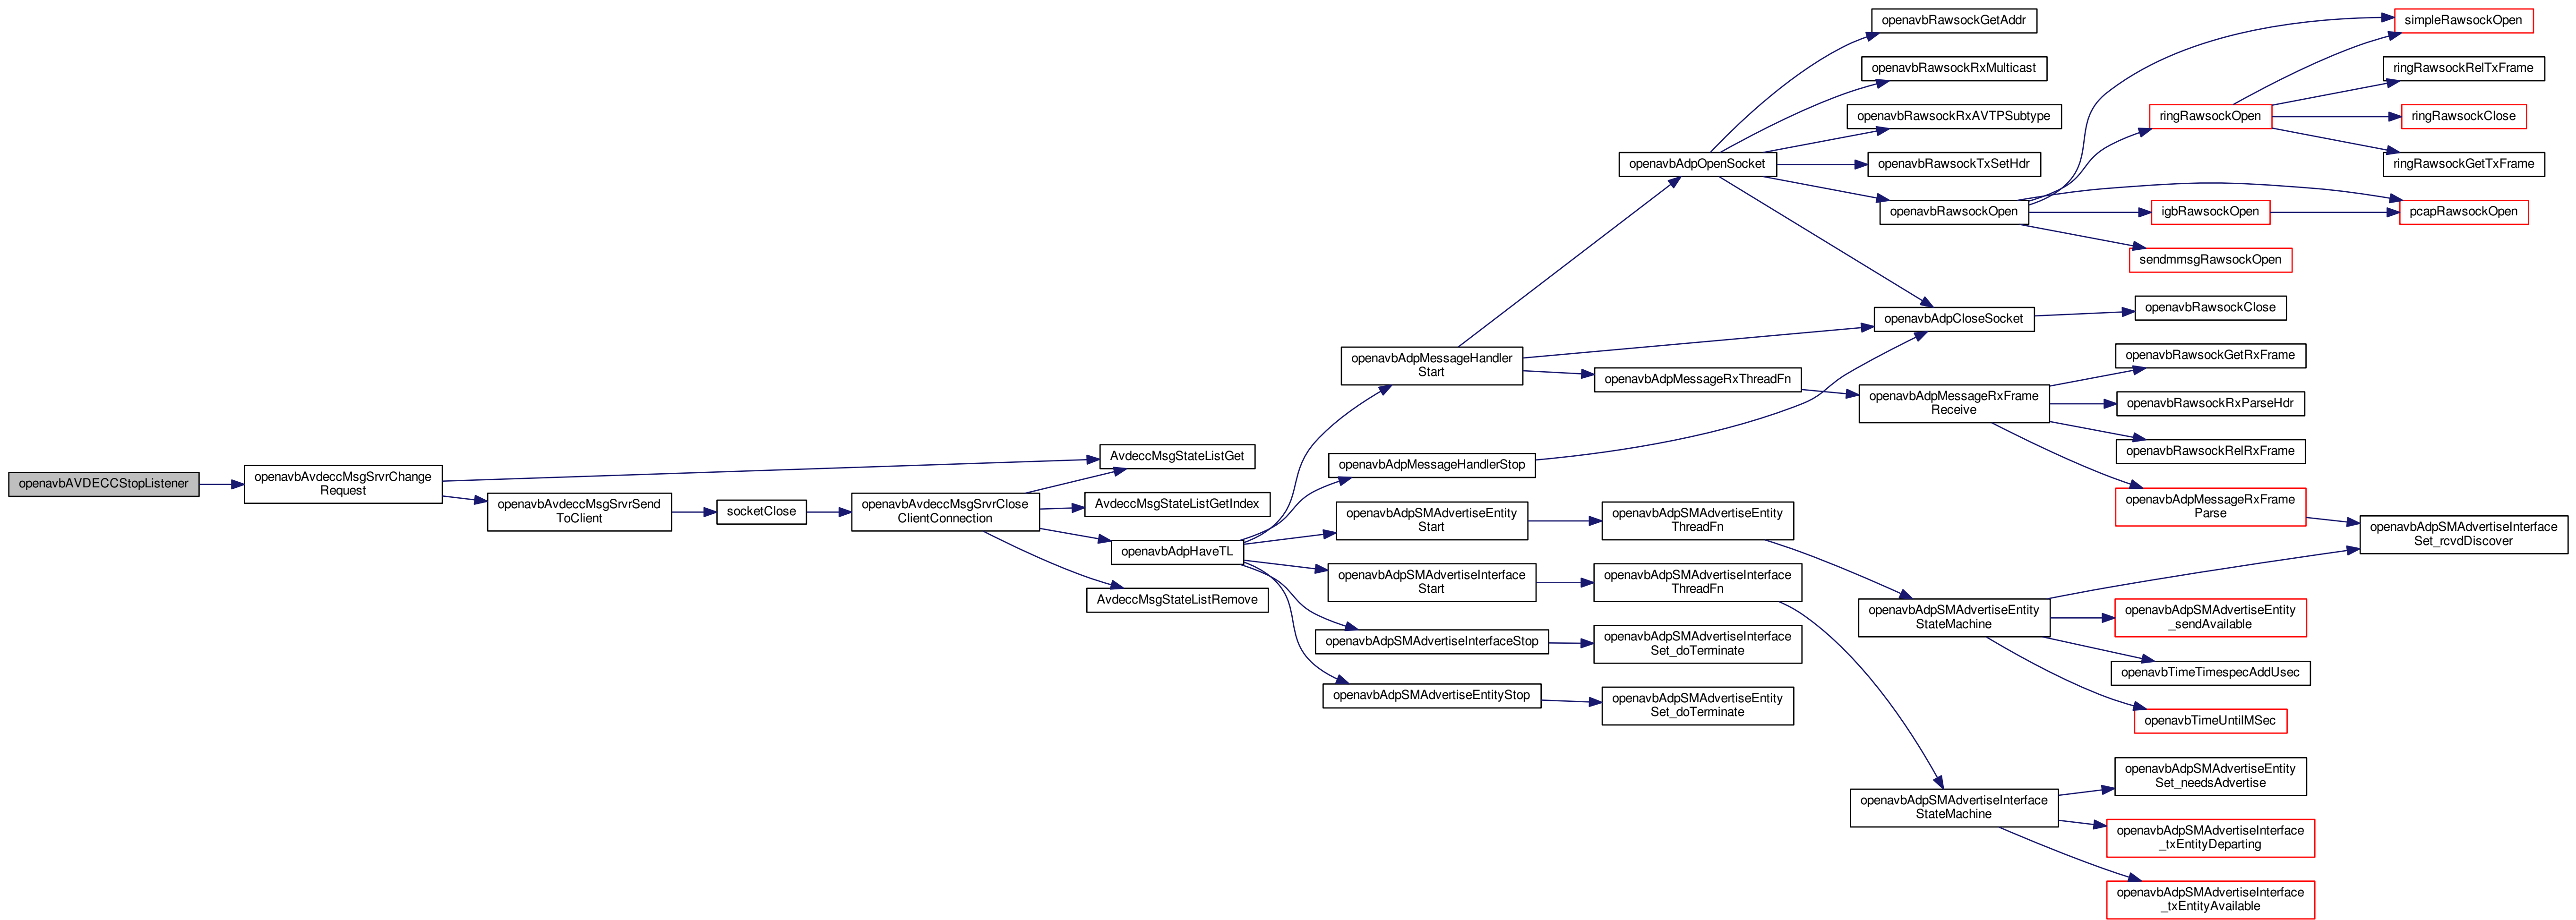 openavbAVDECCStopListener
openavbAvdeccMsgSrvrChange
Request
AvdeccMsgStateListGet
openavbAvdeccMsgSrvrSend
ToClient
socketClose
openavbAvdeccMsgSrvrClose
ClientConnection
AvdeccMsgStateListGetIndex
openavbAdpHaveTL
AvdeccMsgStateListRemove
openavbAdpMessageHandler
Start
openavbAdpMessageHandlerStop
openavbAdpSMAdvertiseEntity
Start
openavbAdpSMAdvertiseInterface
Start
openavbAdpSMAdvertiseInterfaceStop
openavbAdpSMAdvertiseEntityStop
openavbAdpOpenSocket
openavbAdpMessageRxThreadFn
openavbAdpSMAdvertiseEntity
ThreadFn
openavbAdpSMAdvertiseInterface
ThreadFn
openavbAdpSMAdvertiseInterface
Set_doTerminate
openavbAdpSMAdvertiseEntity
Set_doTerminate
openavbRawsockGetAddr
openavbRawsockRxMulticast
openavbRawsockRxAVTPSubtype
openavbRawsockTxSetHdr
openavbRawsockOpen
openavbAdpCloseSocket
openavbAdpMessageRxFrame
Receive
openavbAdpSMAdvertiseEntity
StateMachine
openavbAdpSMAdvertiseInterface
StateMachine
ringRawsockOpen
igbRawsockOpen
sendmmsgRawsockOpen
openavbRawsockClose
openavbRawsockGetRxFrame
openavbRawsockRxParseHdr
openavbRawsockRelRxFrame
openavbAdpMessageRxFrame
Parse
openavbAdpSMAdvertiseEntity
_sendAvailable
openavbTimeTimespecAddUsec
openavbTimeUntilMSec
openavbAdpSMAdvertiseEntity
Set_needsAdvertise
openavbAdpSMAdvertiseInterface
_txEntityDeparting
openavbAdpSMAdvertiseInterface
_txEntityAvailable
simpleRawsockOpen
ringRawsockRelTxFrame
ringRawsockClose
ringRawsockGetTxFrame
pcapRawsockOpen
openavbAdpSMAdvertiseInterface
Set_rcvdDiscover